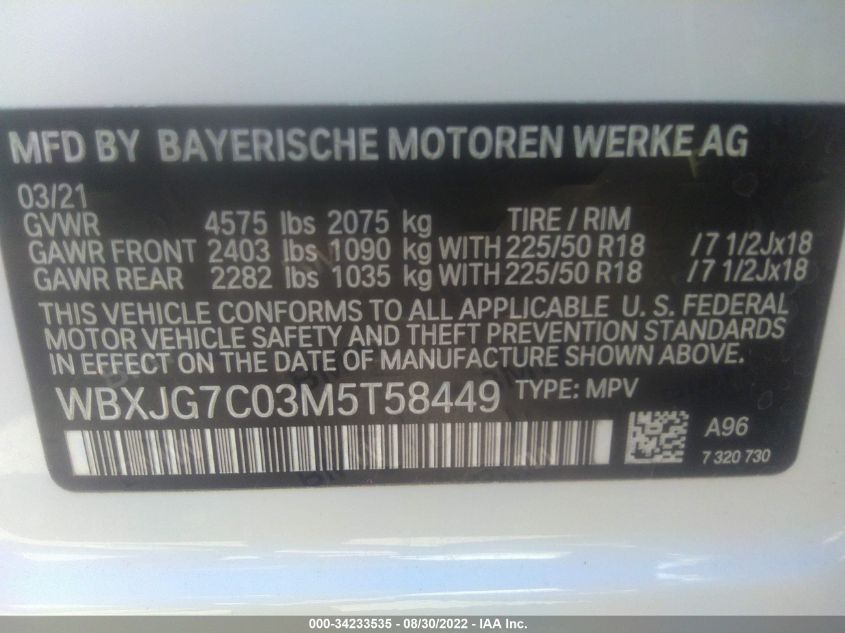 MFD BY BAYERISCHE MOTOREN WERKE AG
03/21
GVWR 4575 lbs 2075 kg TIRE / RIM
GAWR FRONT 2403 lbs 1090 kg WITH 225/50 R18 /7 1/2Jx18
GAWR REAR 2282 lbs 1035 kg WITH 225/50 R18 /7 1/2Jx18
THIS VEHICLE CONFORMS TO ALL APPLICABLE U. S. FEDERAL
MOTOR VEHICLE SAFETY AND THEFT PREVENTION STANDARDS
IN EFFECT ON THE DATE OF MANUFACTURE SHOWN ABOVE.
WBXJG7C03M5T58449 TYPE: MPV
A96
7 320 730
000-34233535 - 08/30/2022 - IAA Inc.